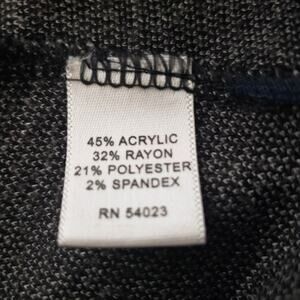 45% ACRYLIC
32% RAYON
21% POLYESTER
2% SPANDEX
RN 54023